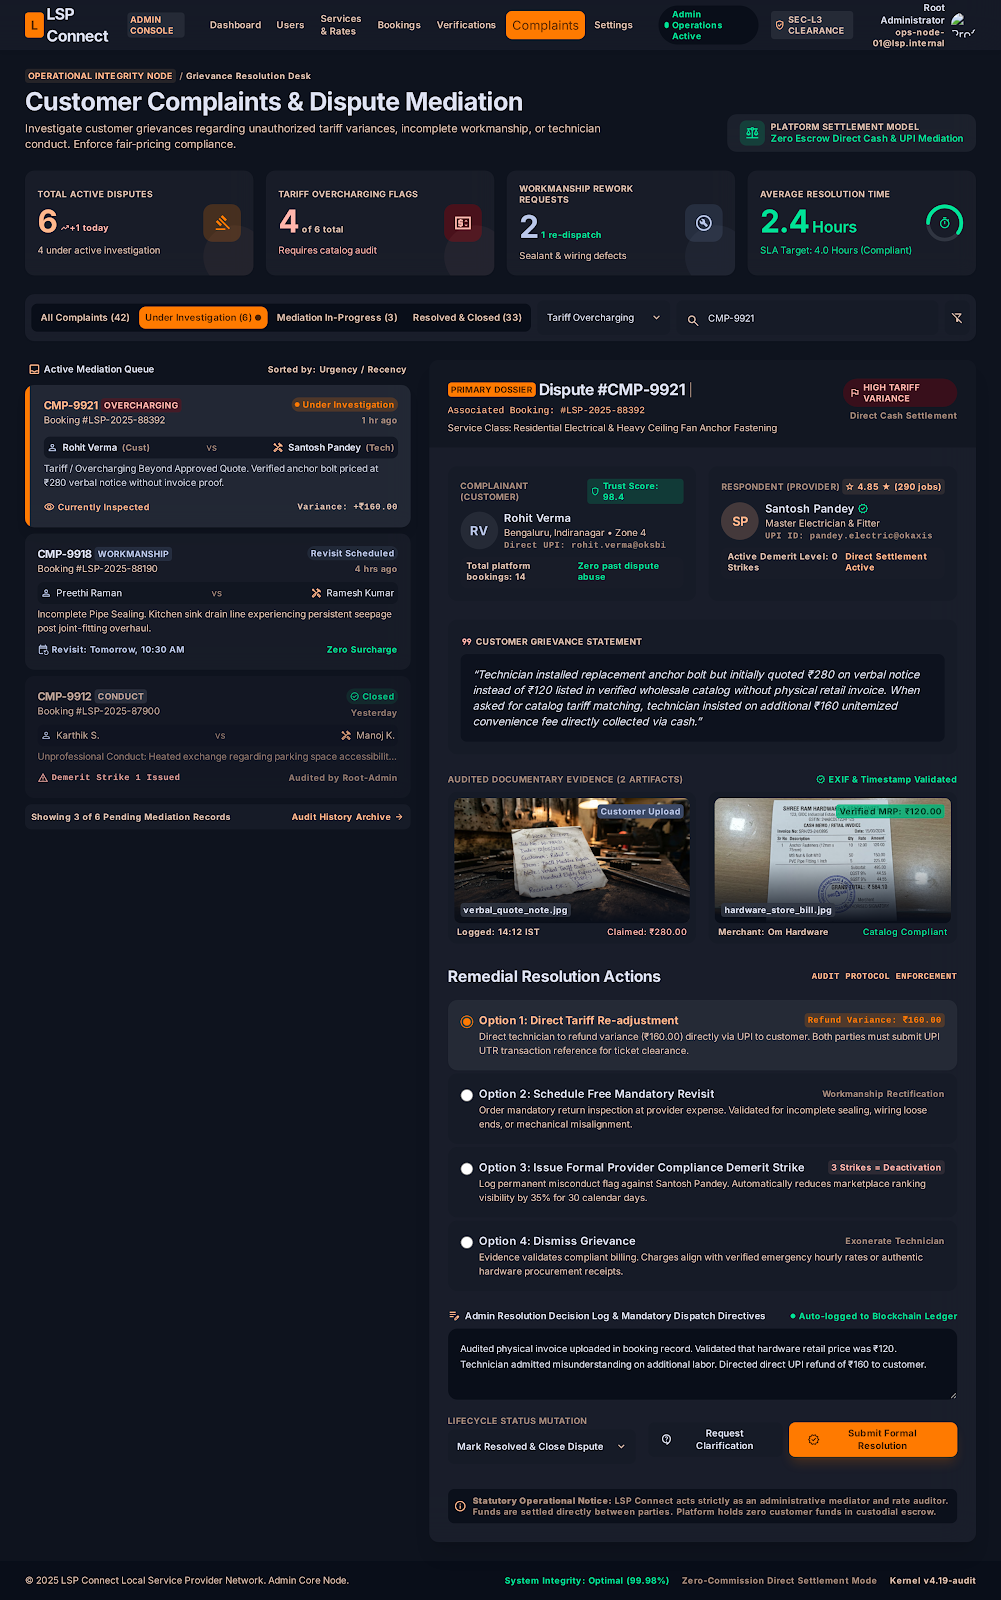 L
LSP
Connect
ADMIN
CONSOLE
Dashboard
Users
Services
& Rates
Bookings
Verifications
Complaints
Settings
Admin
Operations
Active
SEC-L3
CLEARANCE
Root
Administrator
ops-node-
01@lsp.internal
OPERATIONAL INTEGRITY NODE / Grievance Resolution Desk
Customer Complaints & Dispute Mediation
Investigate customer grievances regarding unauthorized tariff variances, incomplete workmanship, or technician
conduct. Enforce fair-pricing compliance.
PLATFORM SETTLEMENT MODEL
Zero Escrow Direct Cash & UPI Mediation
TOTAL ACTIVE DISPUTES
6 +1 today
4 under active investigation
TARIFF OVERCHARGING FLAGS
4 of 6 total
Requires catalog audit
WORKMANSHIP REWORK
REQUESTS
2 1 re-dispatch
Sealant & wiring defects
AVERAGE RESOLUTION TIME
2.4 Hours
SLA Target: 4.0 Hours (Compliant)
All Complaints (42)
Under Investigation (6)
Mediation In-Progress (3)
Resolved & Closed (33)
Tariff Overcharging
CMP-9921
Active Mediation Queue
Sorted by: Urgency / Recency
CMP-9921 OVERCHARGING
Under Investigation
Booking #LSP-2025-88392
1 hr ago
Rohit Verma (Cust)
VS
Santosh Pandey (Tech)
Tariff / Overcharging Beyond Approved Quote. Verified anchor bolt priced at
₹280 verbal notice without invoice proof.
Currently Inspected
Variance: +₹160.00
CMP-9918 WORKMANSHIP
Revisit Scheduled
Booking #LSP-2025-88190
4 hrs ago
Preethi Raman
VS
Ramesh Kumar
Incomplete Pipe Sealing. Kitchen sink drain line experiencing persistent seepage
post joint-fitting overhaul.
Revisit: Tomorrow, 10:30 AM
Zero Surcharge
CMP-9912 CONDUCT
Closed
Booking #LSP-2025-87900
Yesterday
Karthik S.
VS
Manoj K.
Unprofessional Conduct: Heated exchange regarding parking space accessibilit...
Demerit Strike 1 Issued
Audited by Root-Admin
Showing 3 of 6 Pending Mediation Records
Audit History Archive →
PRIMARY DOSSIER Dispute #CMP-9921 |
Associated Booking: #LSP-2025-88392
Service Class: Residential Electrical & Heavy Ceiling Fan Anchor Fastening
HIGH TARIFF
VARIANCE
Direct Cash Settlement
COMPLAINANT
(CUSTOMER)
Trust Score:
98.4
RV
Rohit Verma
Bengaluru, Indiranagar • Zone 4
Direct UPI: rohit.verma@oksbi
Total platform
bookings: 14
Zero past dispute
abuse
RESPONDENT (PROVIDER)
☆ 4.85 ★ (290 jobs)
SP
Santosh Pandey
Master Electrician & Fitter
UPI ID: pandey.electric@okaxis
Active Demerit Level: 0
Strikes
Direct Settlement
Active
CUSTOMER GRIEVANCE STATEMENT
"Technician installed replacement anchor bolt but initially quoted ₹280 on verbal notice
instead of ₹120 listed in verified wholesale catalog without physical retail invoice. When
asked for catalog tariff matching, technician insisted on additional ₹160 unitemized
convenience fee directly collected via cash."
AUDITED DOCUMENTARY EVIDENCE (2 ARTIFACTS)
EXIF & Timestamp Validated
Customer Upload
verbal_quote_note.jpg
Logged: 14:12 IST
Claimed: ₹280.00
Verified MRP: ₹120.00
SHREE RAM HARDWA
CASH MEMO / RETAIL INVOICE
hardware_store_bill.jpg
Merchant: Om Hardware
Catalog Compliant
Remedial Resolution Actions
AUDIT PROTOCOL ENFORCEMENT
Option 1: Direct Tariff Re-adjustment
Refund Variance: ₹160.00
Direct technician to refund variance (₹160.00) directly via UPI to customer. Both parties must submit UPI
UTR transaction reference for ticket clearance.
Option 2: Schedule Free Mandatory Revisit
Workmanship Rectification
Order mandatory return inspection at provider expense. Validated for incomplete sealing, wiring loose
ends, or mechanical misalignment.
Option 3: Issue Formal Provider Compliance Demerit Strike
3 Strikes = Deactivation
Log permanent misconduct flag against Santosh Pandey. Automatically reduces marketplace ranking
visibility by 35% for 30 calendar days.
Option 4: Dismiss Grievance
Exonerate Technician
Evidence validates compliant billing. Charges align with verified emergency hourly rates or authentic
hardware procurement receipts.
Admin Resolution Decision Log & Mandatory Dispatch Directives
Auto-logged to Blockchain Ledger
Audited physical invoice uploaded in booking record. Validated that hardware retail price was ₹120.
Technician admitted misunderstanding on additional labor. Directed direct UPI refund of ₹160 to customer.
LIFECYCLE STATUS MUTATION
Mark Resolved & Close Dispute
Request
Clarification
Submit Formal
Resolution
Statutory Operational Notice: LSP Connect acts strictly as an administrative mediator and rate auditor.
Funds are settled directly between parties. Platform holds zero customer funds in custodial escrow.
© 2025 LSP Connect Local Service Provider Network. Admin Core Node.
System Integrity: Optimal (99.98%)
Zero-Commission Direct Settlement Mode
Kernel v4.19-audit